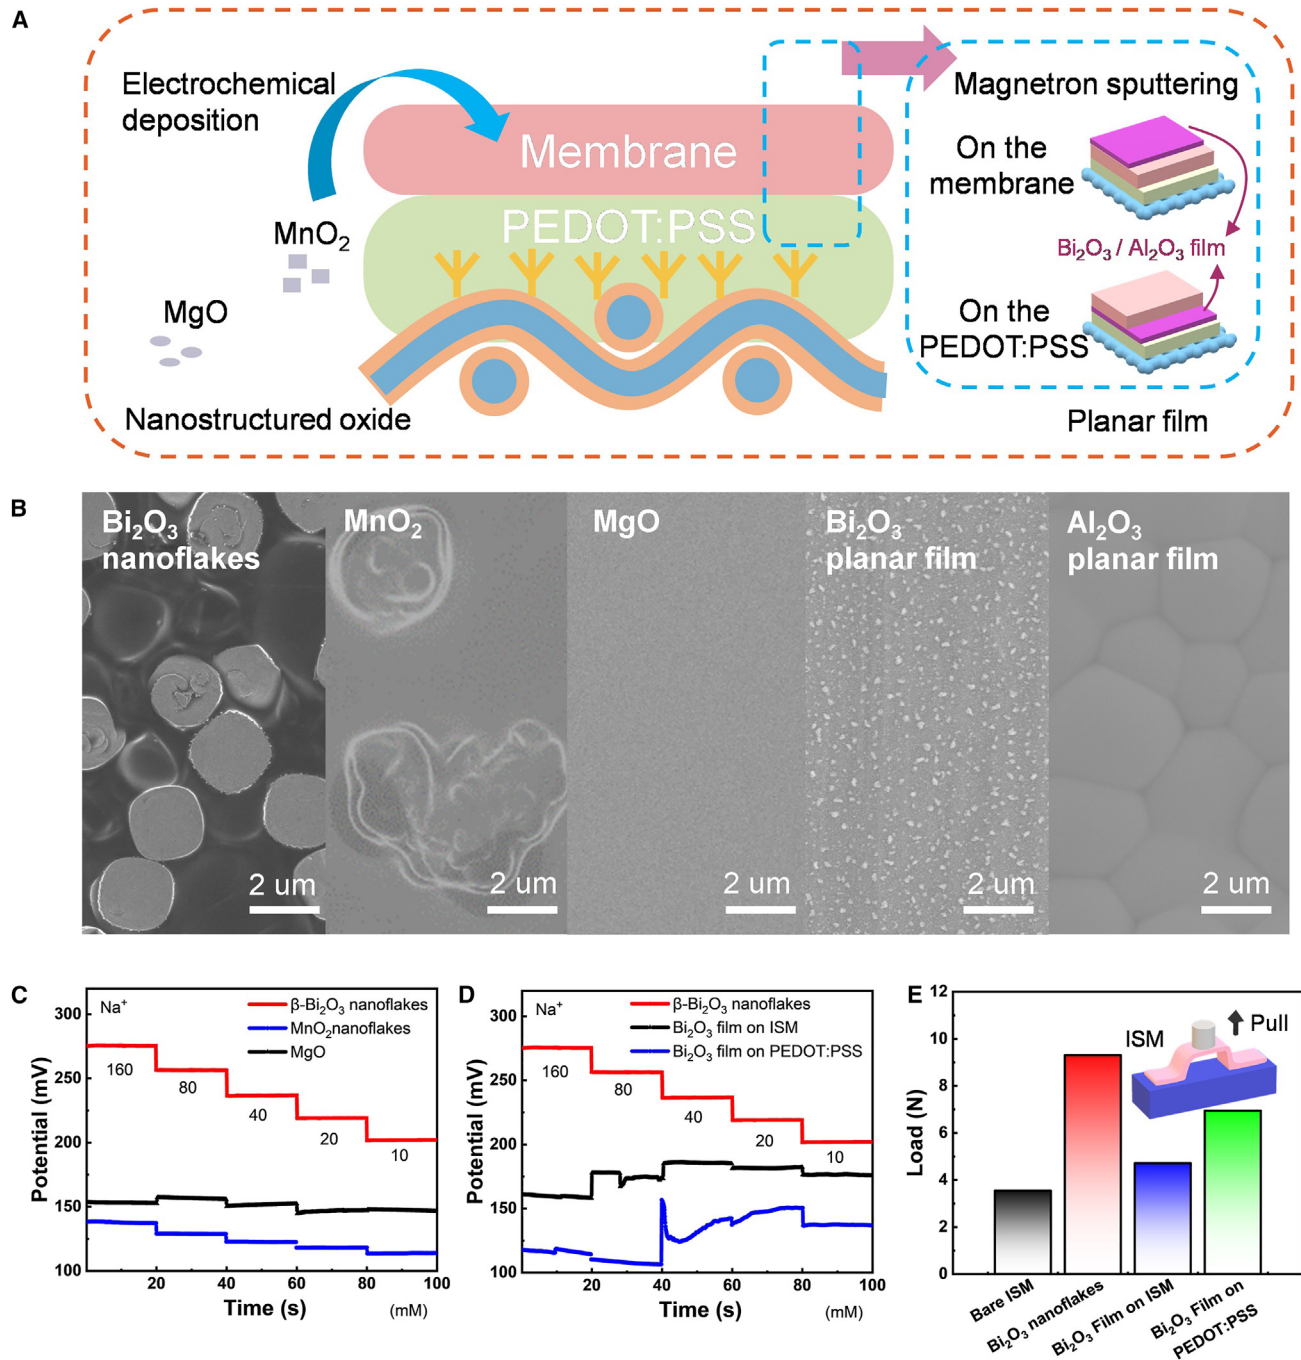 A
Electrochemical
deposition
MnO2
MgO
Nanostructured oxide
Membrane
PEDOT:PSS
Magnetron sputtering
On the
membrane
Bi2O3 / Al2O3 film
On the
PEDOT:PSS
Planar film
B
Bi2O3
nanoflakes
2 um
MnO2
2 um
MgO
2 um
Bi2O3
planar film
2 um
Al2O3
planar film
2 um
C
Potential (mV)
300
250
200
150
100
Na+
β-Bi2O3 nanoflakes
MnO2nanoflakes
MgO
160
80
40
20
10
20 40 60 80 100
Time (s)
(mM)
D
Potential (mV)
300
250
200
150
100
Na+
β-Bi2O3 nanoflakes
Bi2O3 film on ISM
Bi2O3 film on PEDOT:PSS
160
80
40
20
10
20 40 60 80 100
Time (s)
(mM)
E
Load (N)
12
10
8
6
4
2
0
ISM
Pull
Bare ISM
Bi2O3 nanoflakes
Bi2O3 Film on ISM
Bi2O3 Film on
PEDOT:PSS